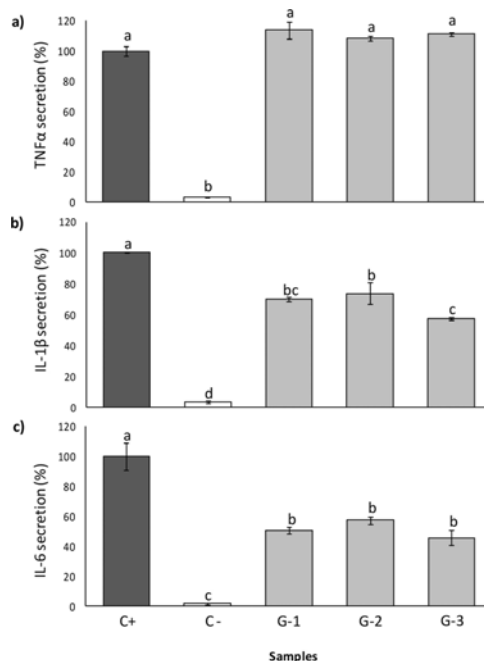 a)
TNFα secretion (%)
120
100
80
60
40
20
0
a
b
a
a
a
b)
IL-1β secretion (%)
120
100
80
60
40
20
0
a
d
bc
b
c
c)
IL-6 secretion (%)
120
100
80
60
40
20
0
a
c
b
b
b
C+ C - G-1 G-2 G-3
Samples